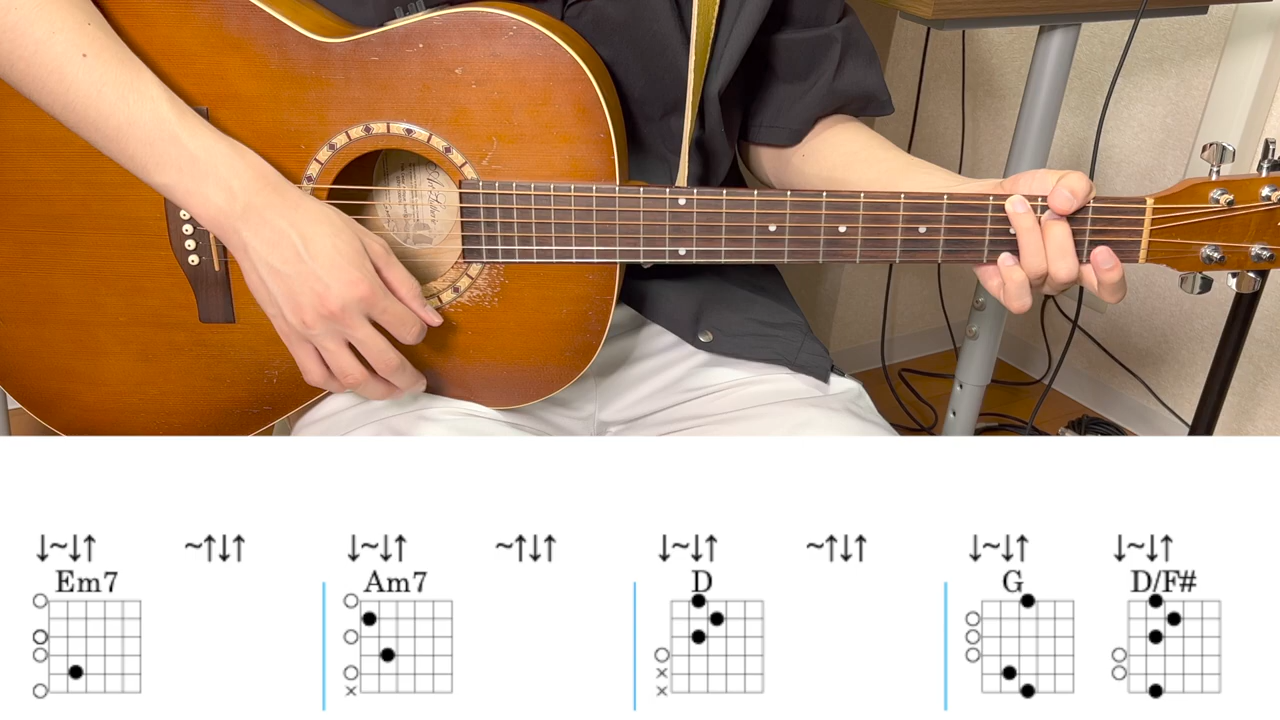 ↓~↓↑ ~↑↓↑ ↓~↓↑ ~↑↓↑ ↓~↓↑ ~↑↓↑ ↓~↓↑ ↓~↓↑
Em7 Am7 D G D/F#